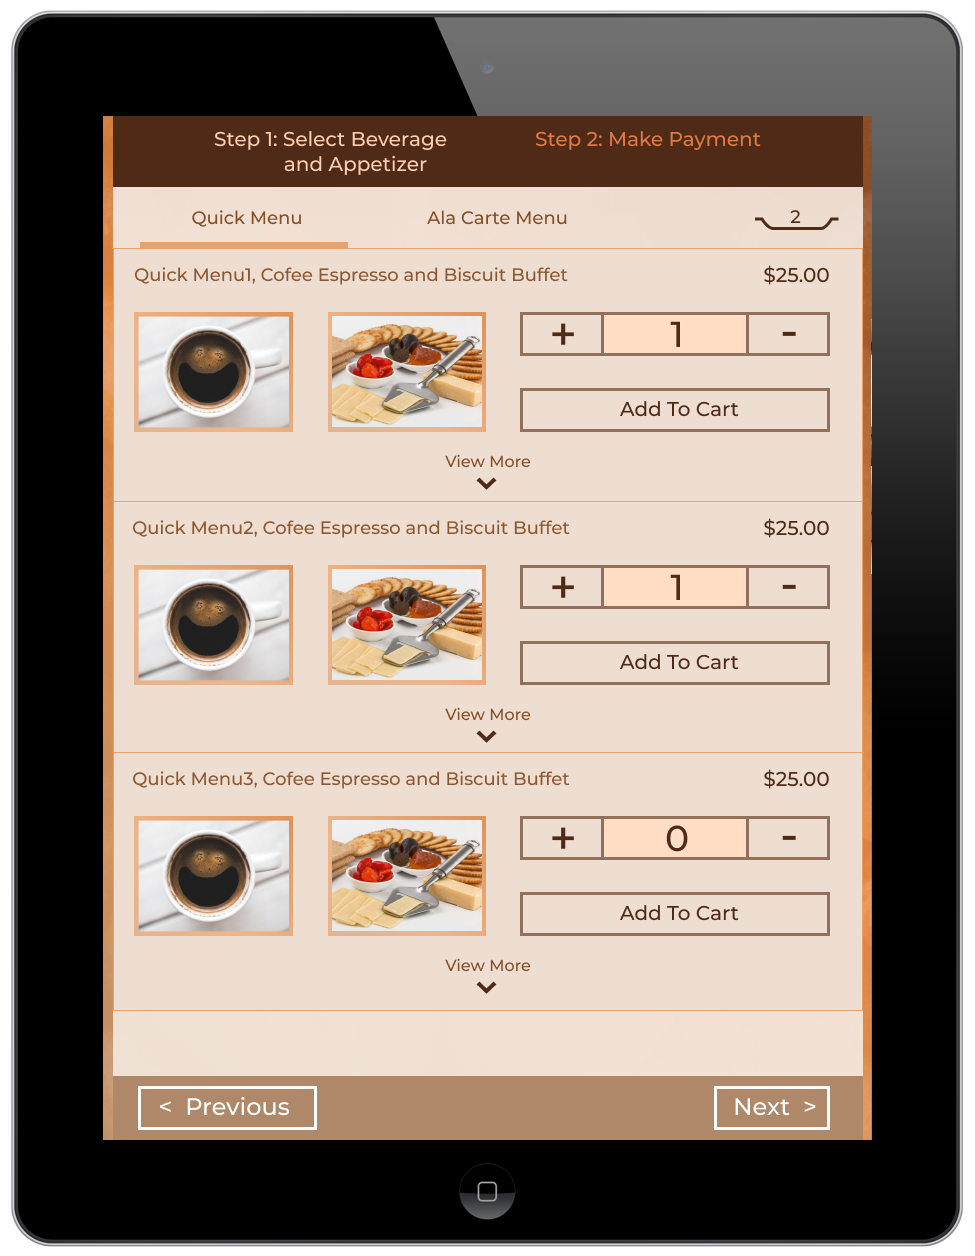 Step 1: Select Beverage
and Appetizer
Step 2: Make Payment
Quick Menu
Ala Carte Menu
2
Quick Menu1, Cofee Espresso and Biscuit Buffet
$25.00
+ 1 -
Add To Cart
View More
Quick Menu2, Cofee Espresso and Biscuit Buffet
$25.00
+ 1 -
Add To Cart
View More
Quick Menu3, Cofee Espresso and Biscuit Buffet
$25.00
+ 0 -
Add To Cart
View More
< Previous
Next >